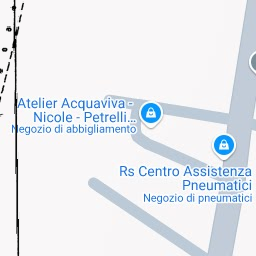 Atelier Acquaviva -
Nicole - Petrelli...
Negozio di abbigliamento
Rs Centro Assistenza
Pneumatici
Negozio di pneumatici